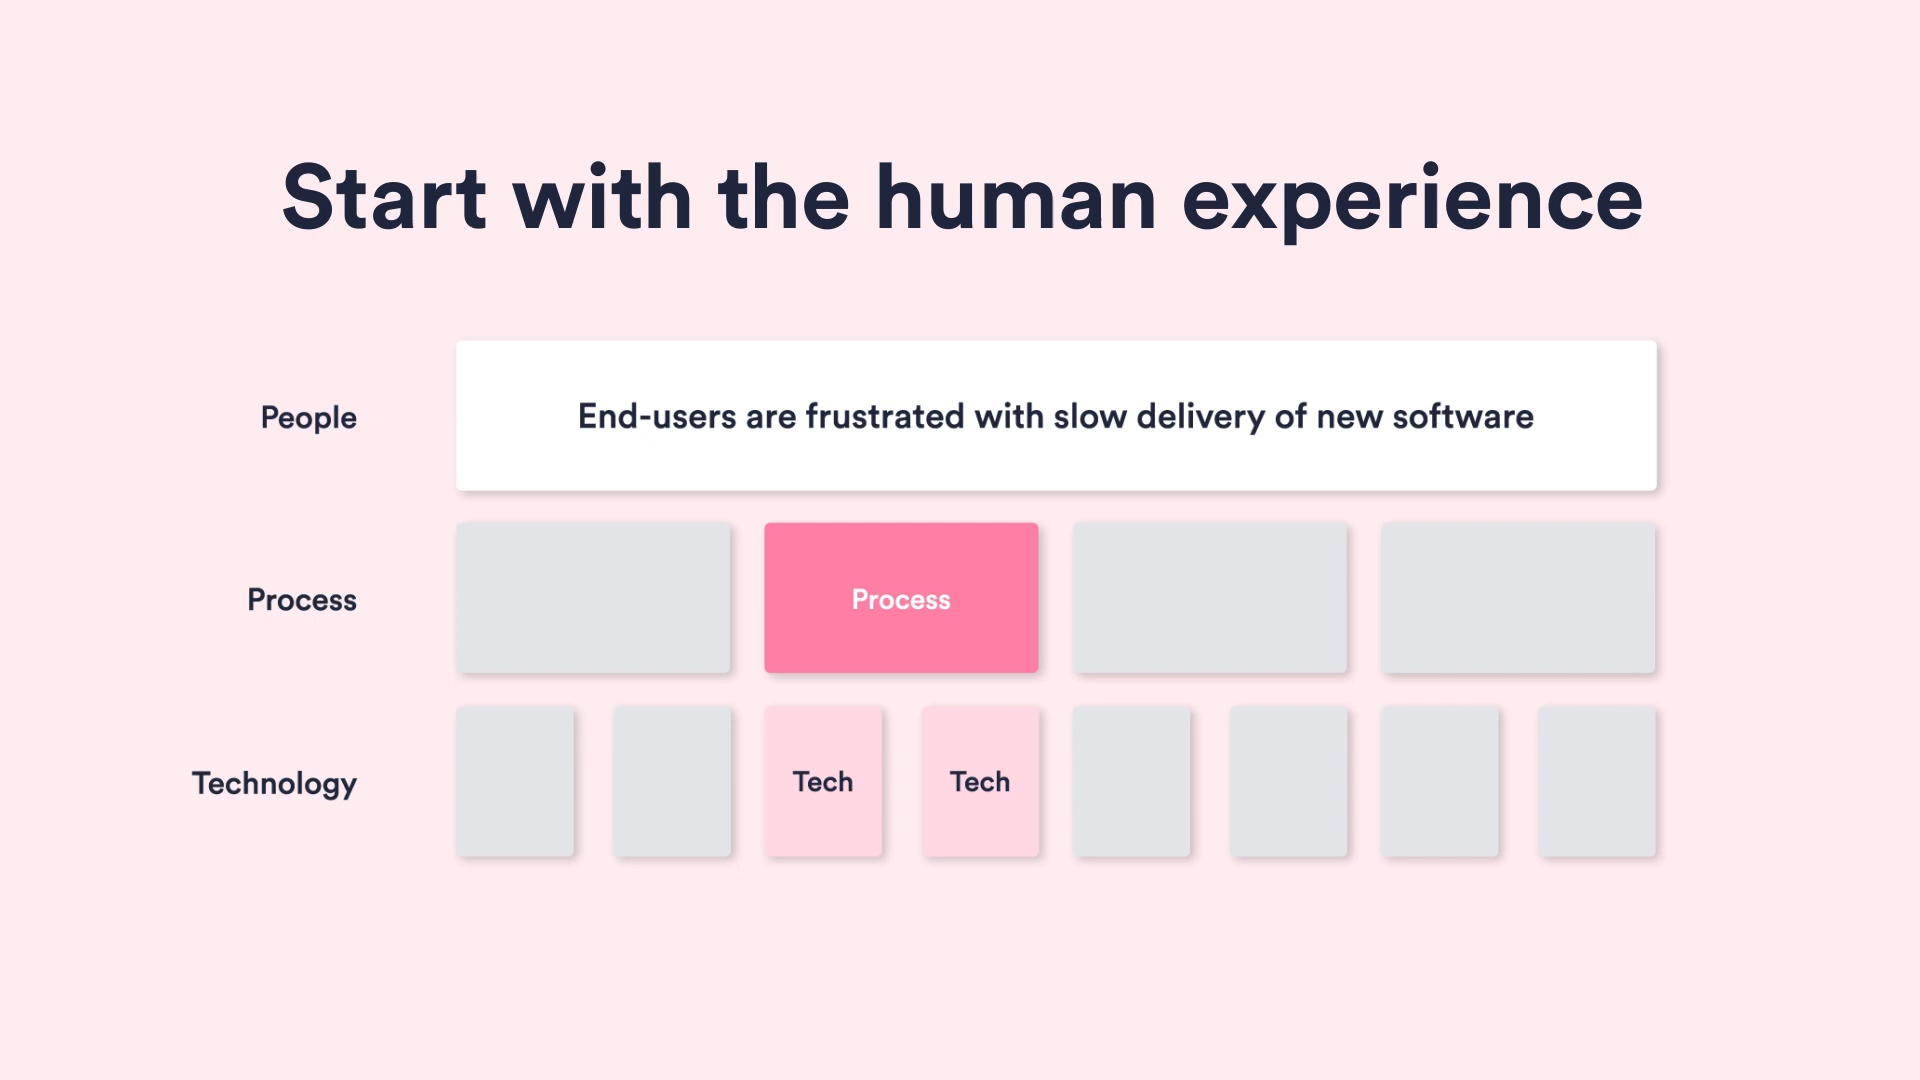 Start with the human experience
People
End-users are frustrated with slow delivery of new software
Process
Process
Technology
Tech
Tech